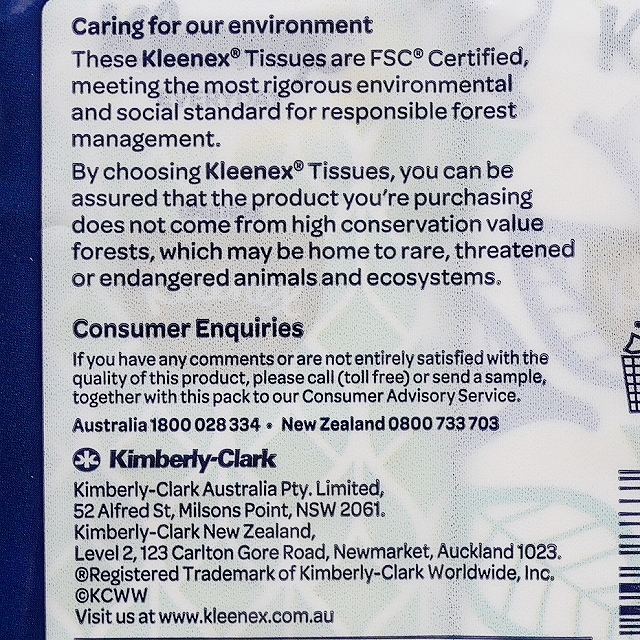 Caring for our environment
These Kleenex® Tissues are FSC® Certified,
meeting the most rigorous environmental
and social standard for responsible forest
management.
By choosing Kleenex® Tissues, you can be
assured that the product you're purchasing
does not come from high conservation value
forests, which may be home to rare, threatened
or endangered animals and ecosystems.
Consumer Enquiries
If you have any comments or are not entirely satisfied with the
quality of this product, please call (toll free) or send a sample,
together with this pack to our Consumer Advisory Service.
Australia 1800 028 334 • New Zealand 0800 733 703
Kimberly-Clark
Kimberly-Clark Australia Pty. Limited,
52 Alfred St, Milsons Point, NSW 2061.
Kimberly-Clark New Zealand,
Level 2, 123 Carlton Gore Road, Newmarket, Auckland 1023.
®Registered Trademark of Kimberly-Clark Worldwide, Inc.
©KCWW
Visit us at www.kleenex.com.au